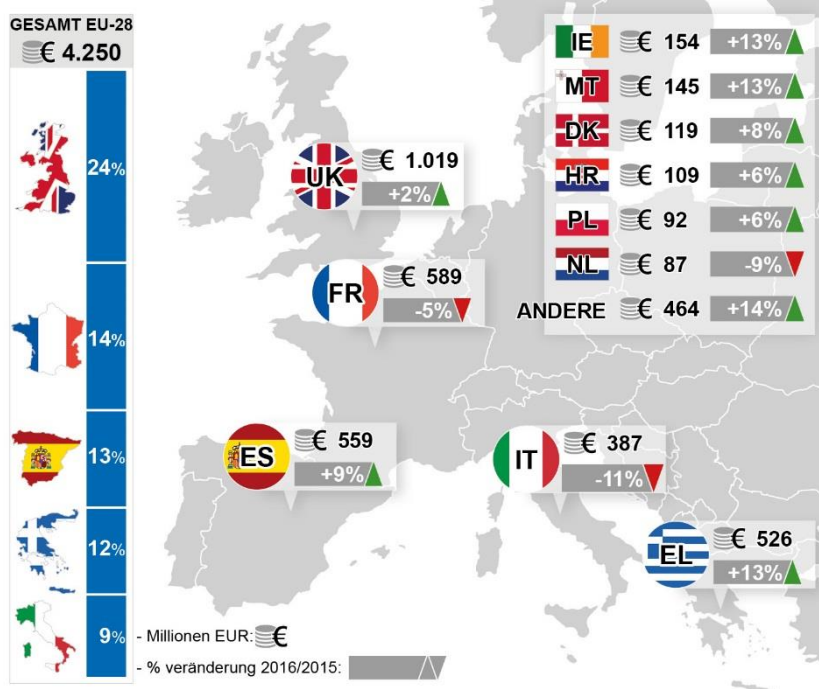 GESAMT EU-28
€ 4.250
24%
14%
13%
12%
9%
IE € 154 +13%
MT € 145 +13%
DK € 119 +8%
HR € 109 +6%
PL € 92 +6%
NL € 87 -9%
ANDERE € 464 +14%
UK € 1.019
+2%
FR € 589
-5%
ES € 559
+9%
IT € 387
-11%
EL € 526
+13%
- Millionen EUR: €
- % veränderung 2016/2015: